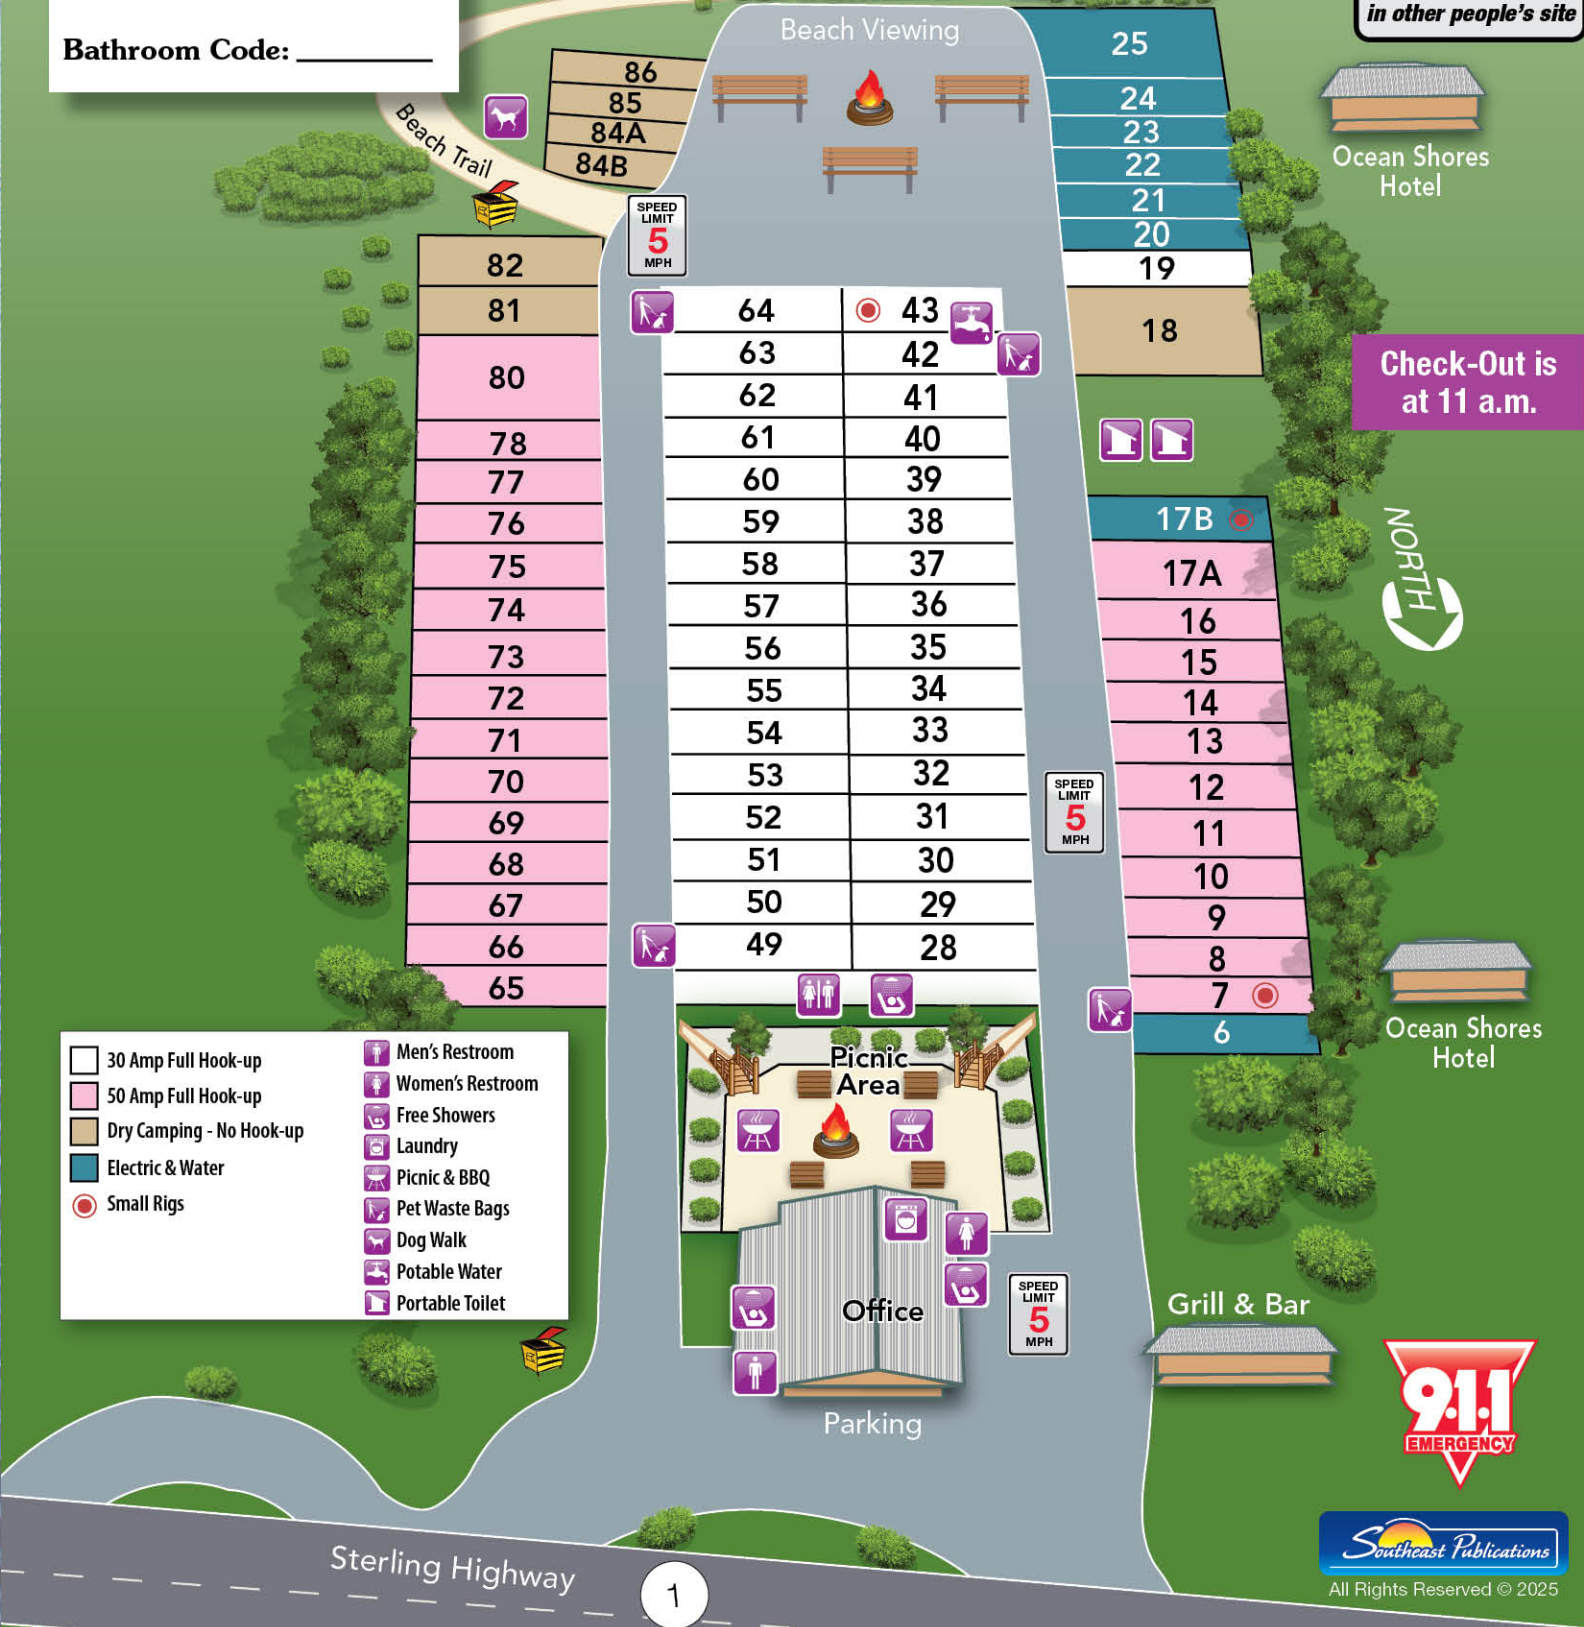 in other people's site
Bathroom Code:
Beach Viewing
Beach Trail
86
85
84A
84B
25
24
23
22
21
20
19
18
Ocean Shores
Hotel
SPEED
LIMIT
5
MPH
82
81
80
78
77
76
75
74
73
72
71
70
69
68
67
66
65
64
63
62
61
60
59
58
57
56
55
54
53
52
51
50
49
43
42
41
40
39
38
37
36
35
34
33
32
31
30
29
28
Check-Out is
at 11 a.m.
NORTH
17B
17A
16
15
14
13
12
11
10
9
8
7
6
SPEED
LIMIT
5
MPH
Ocean Shores
Hotel
30 Amp Full Hook-up
50 Amp Full Hook-up
Dry Camping - No Hook-up
Electric & Water
Small Rigs
Men's Restroom
Women's Restroom
Free Showers
Laundry
Picnic & BBQ
Pet Waste Bags
Dog Walk
Potable Water
Portable Toilet
Picnic
Area
Office
SPEED
LIMIT
5
MPH
Grill & Bar
Parking
9·1·1
EMERGENCY
Sterling Highway
1
Southeast Publications
All Rights Reserved © 2025